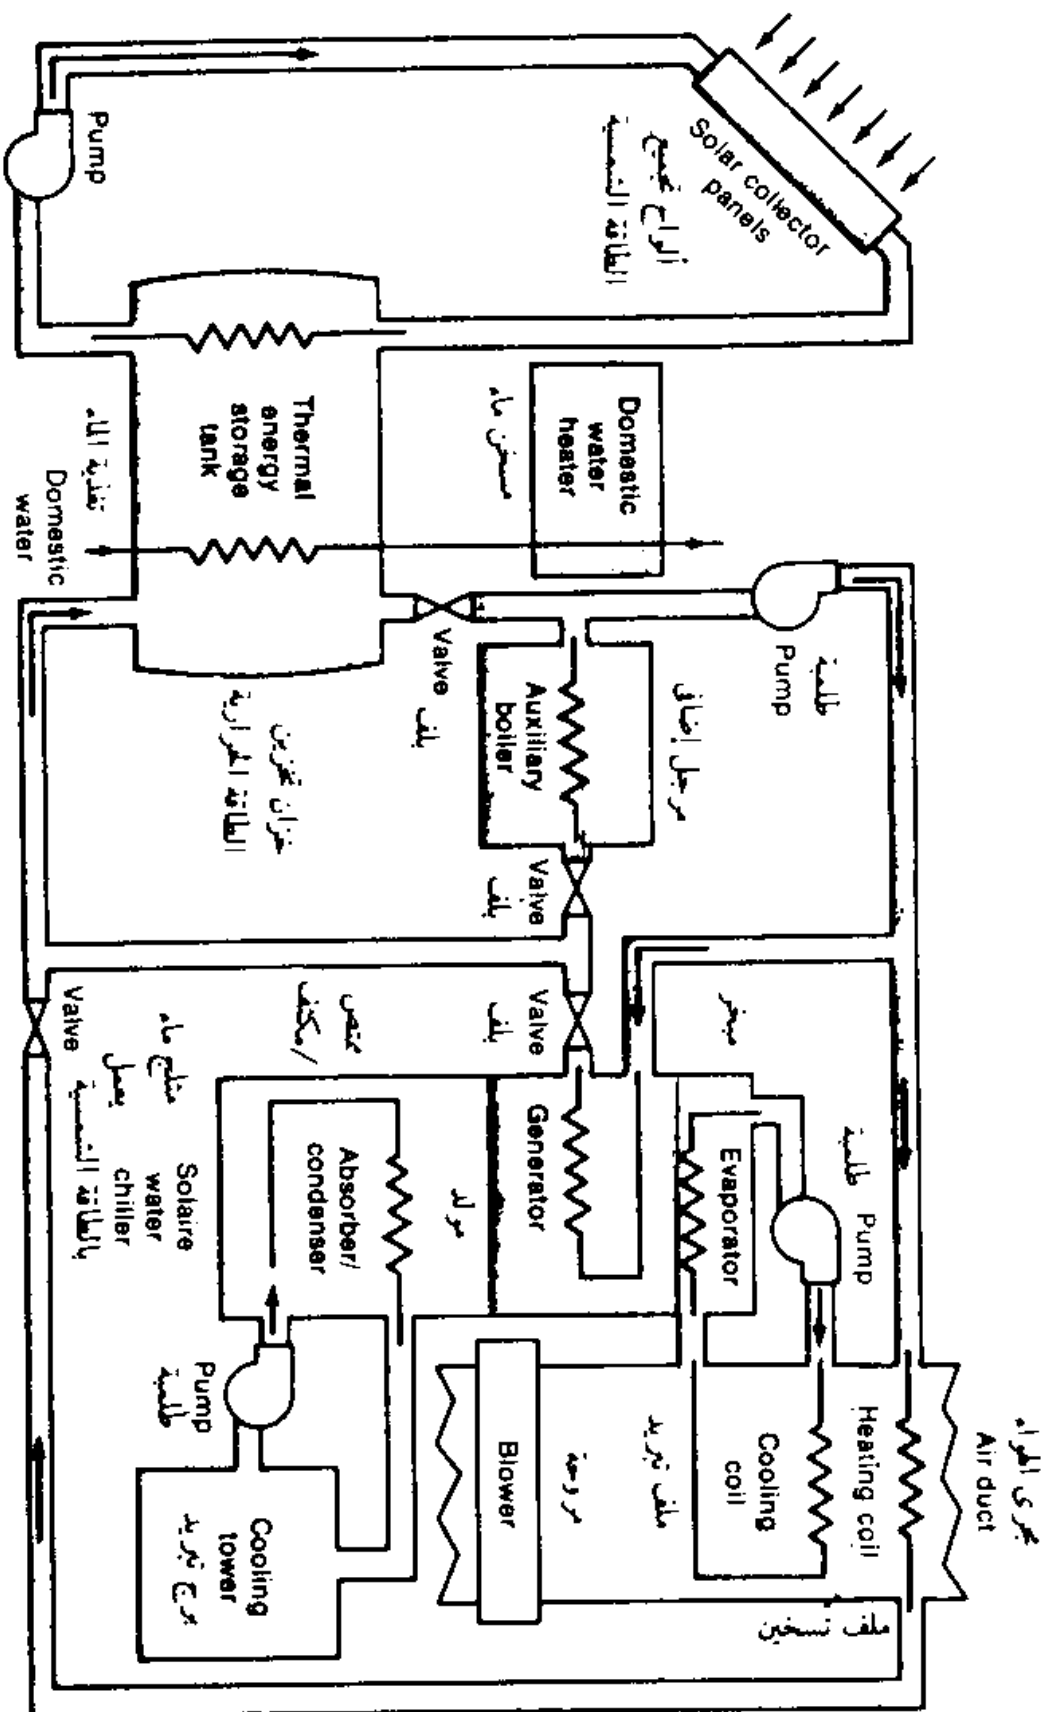 Solar collector
panels
ألواح تجميع
الطاقة الشمسية
Pump
Domestic
water
heater
مسخن ماء
Thermal
energy
storage
tank
تغذية الماء
Domestic
water
طلمبة
Pump
Valve
بلف
مرجل إضافى
Auxiliary
boiler
خزان تخزين
الطاقة الحرارية
Valve
بلف
Valve
بلف
مبخر
ممتص
/مكثف
Valve
مثلج ماء
يعمل
بالطاقة الشمسية
Solaire
water
chiller
طلمبة
Pump
Evaporator
Generator
مولد
Absorber/
condenser
Pump
طلمبة
مجرى الهواء
Air duct
Heating coil
Cooling
coil
ملف تبريد
مروحة
Blower
Cooling
tower
برج تبريد
ملف تسخين